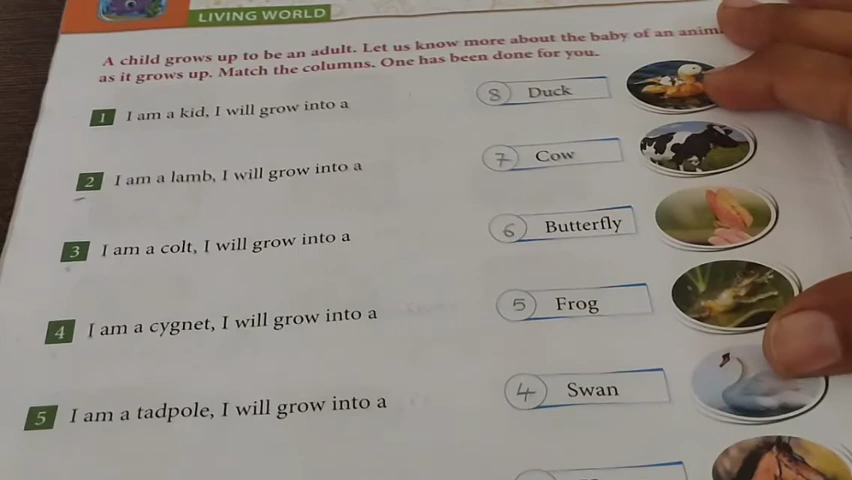 LIVING WORLD
A child grows up to be an adult. Let us know more about the baby of an
as it grows up. Match the columns. One has been done for you.
1 I am a kid, I will grow into a
8 Duck
2 I am a lamb, I will grow into a
7 Cow
3 I am a colt, I will grow into a
6 Butterfly
4 I am a cygnet, I will grow into a
5 Frog
5 I am a tadpole, I will grow into a
4 Swan